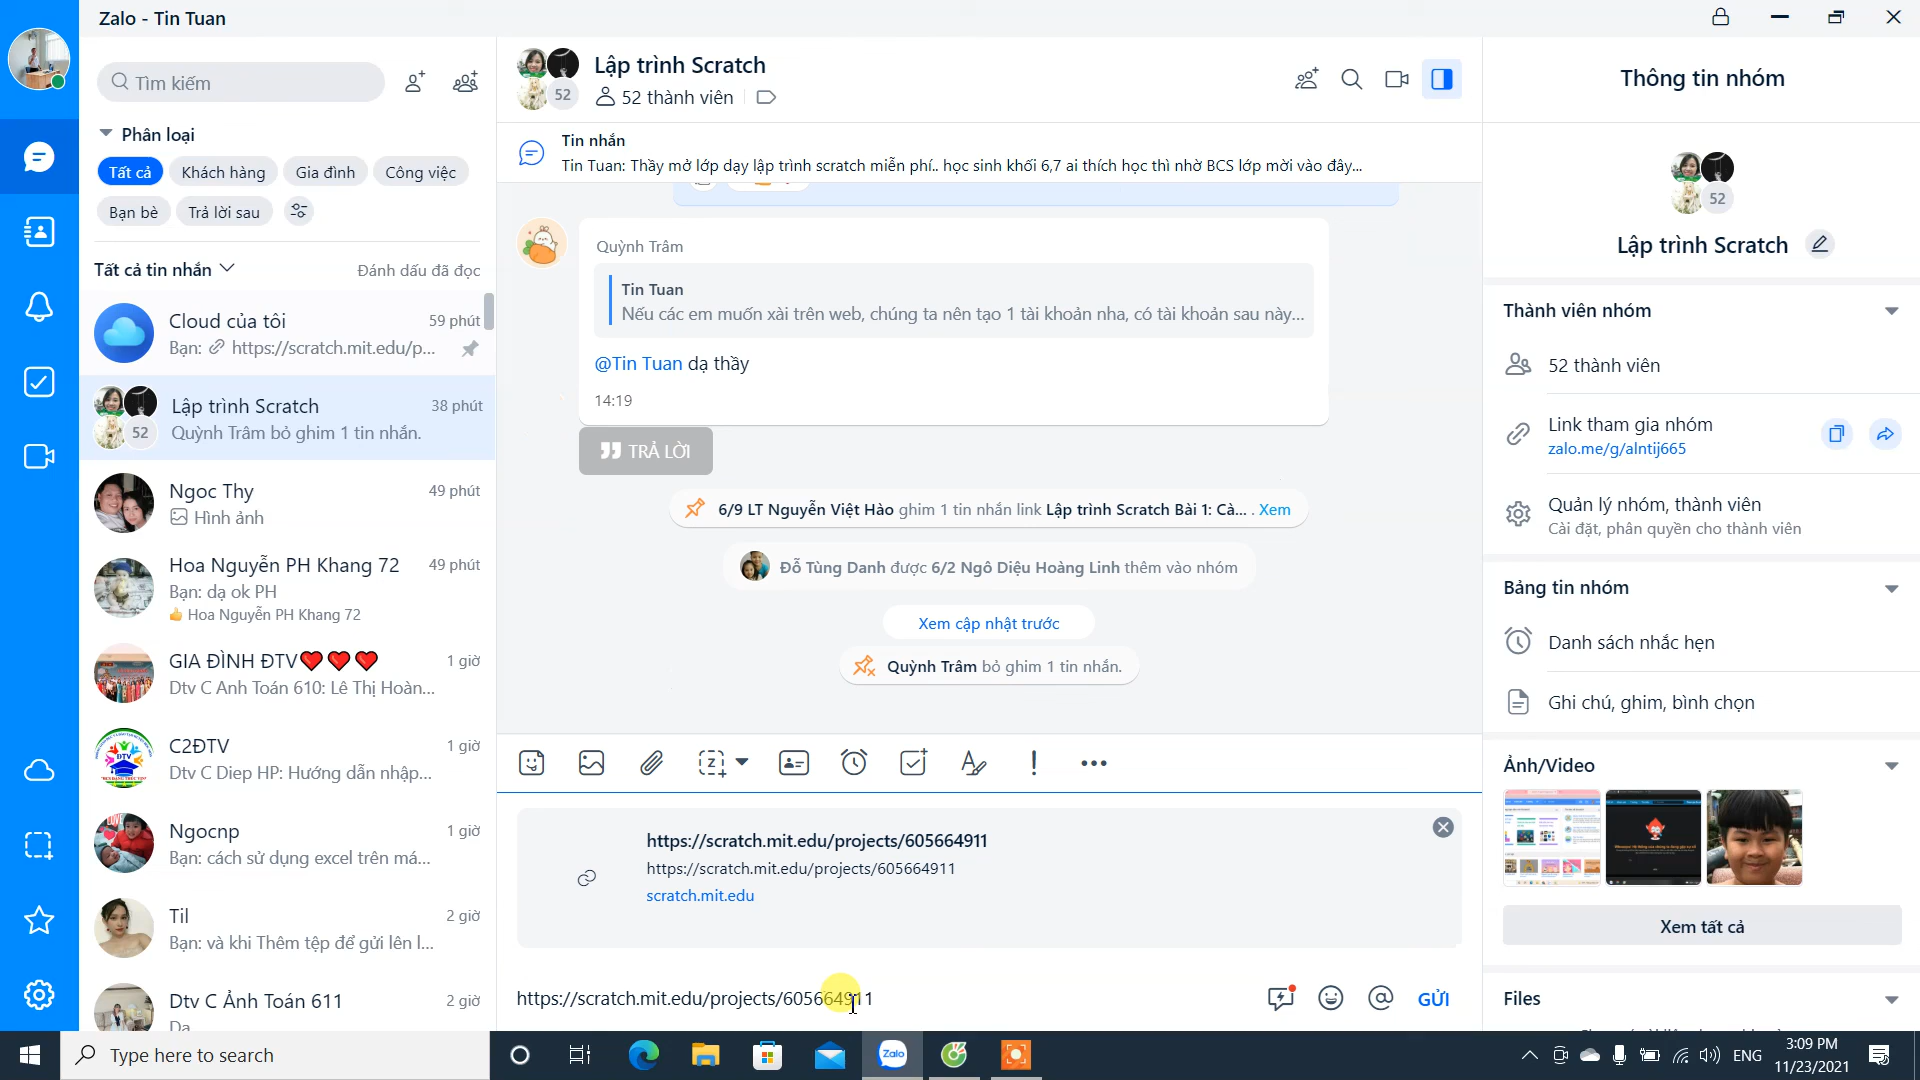 Zalo - Tin Tuan
Tìm kiếm
Phân loại
Tất cả
Khách hàng
Gia đình
Công việc
Bạn bè
Trả lời sau
Tất cả tin nhắn
Đánh dấu đã đọc
Cloud của tôi
59 phút
Bạn: https://scratch.mit.edu/p...
52
Lập trình Scratch
38 phút
Quỳnh Trâm bỏ ghim 1 tin nhắn.
Ngoc Thy
49 phút
Hình ảnh
Hoa Nguyễn PH Khang 72
49 phút
Bạn: dạ ok PH
Hoa Nguyễn PH Khang 72
GIA ĐÌNH ĐTV❤❤❤
1 giờ
Dtv C Anh Toán 610: Lê Thị Hoàn...
C2ĐTV
1 giờ
Dtv C Diep HP: Hướng dẫn nhập...
Ngocnp
1 giờ
Bạn: cách sử dụng excel trên má...
Til
2 giờ
Bạn: và khi Thêm tệp để gửi lên l...
Dtv C Ảnh Toán 611
2 giờ
Dạ
52
Lập trình Scratch
52 thành viên
Tin nhắn
Tin Tuan: Thầy mở lớp dạy lập trình scratch miễn phí.. học sinh khối 6,7 ai thích học thì nhờ BCS lớp mời vào đây...
Quỳnh Trâm
Tin Tuan
Nếu các em muốn xài trên web, chúng ta nên tạo 1 tài khoản nha, có tài khoản sau này...
@Tin Tuan dạ thầy
14:19
TRẢ LỜI
6/9 LT Nguyễn Việt Hào ghim 1 tin nhắn link Lập trình Scratch Bài 1: Cà... . Xem
Đỗ Tùng Danh được 6/2 Ngô Diệu Hoàng Linh thêm vào nhóm
Xem cập nhật trước
Quỳnh Trâm bỏ ghim 1 tin nhắn.
https://scratch.mit.edu/projects/605664911
https://scratch.mit.edu/projects/605664911
scratch.mit.edu
https://scratch.mit.edu/projects/605664911
GỬI
Thông tin nhóm
52
Lập trình Scratch
Thành viên nhóm
52 thành viên
Link tham gia nhóm
zalo.me/g/alntij665
Quản lý nhóm, thành viên
Cài đặt, phân quyền cho thành viên
Bảng tin nhóm
Danh sách nhắc hẹn
Ghi chú, ghim, bình chọn
Ảnh/Video
Xem tất cả
Files
Type here to search
Zalo
ENG
3:09 PM
11/23/2021